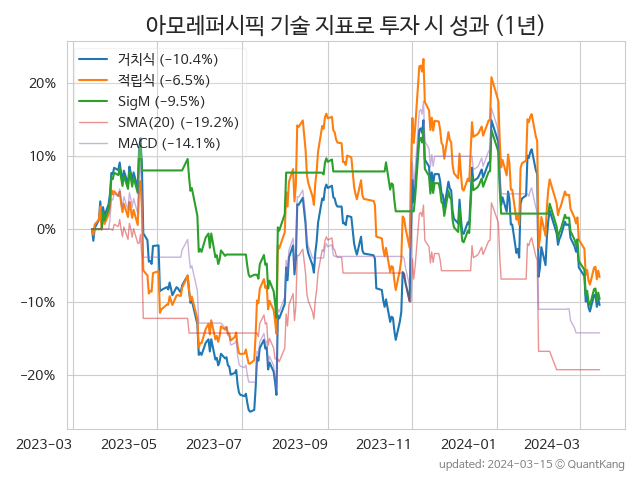 아모레퍼시픽 기술 지표로 투자 시 성과 (1년)
거치식 (−10.4%)
적립식 (−6.5%)
SigM (−9.5%)
SMA(20) (−19.2%)
MACD (−14.1%)
20%
10%
0%
−10%
−20%
2023−03 2023−05 2023−07 2023−09 2023−11 2024−01 2024−03
updated: 2024−03−15 © QuantKang